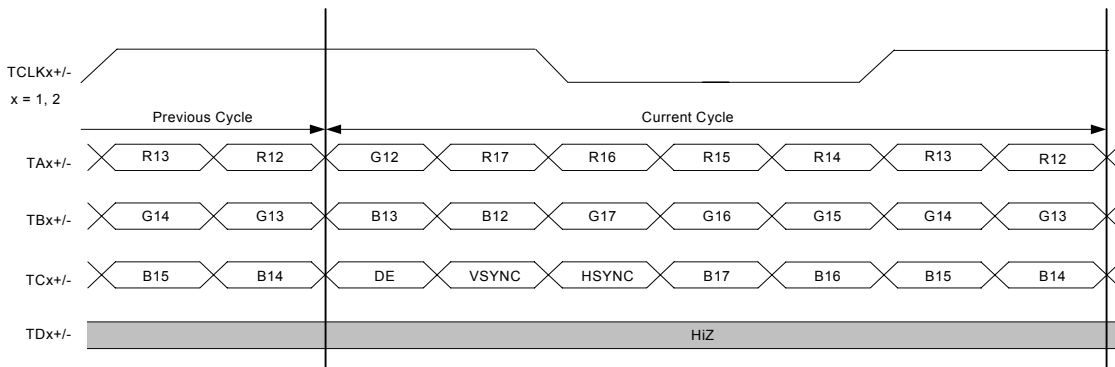 TCLKx+/-
x = 1, 2
Previous Cycle
Current Cycle
TAx+/-
R13 R12 G12 R17 R16 R15 R14 R13 R12
TBx+/-
G14 G13 B13 B12 G17 G16 G15 G14 G13
TCx+/-
B15 B14 DE VSYNC HSYNC B17 B16 B15 B14
TDx+/-
HiZ